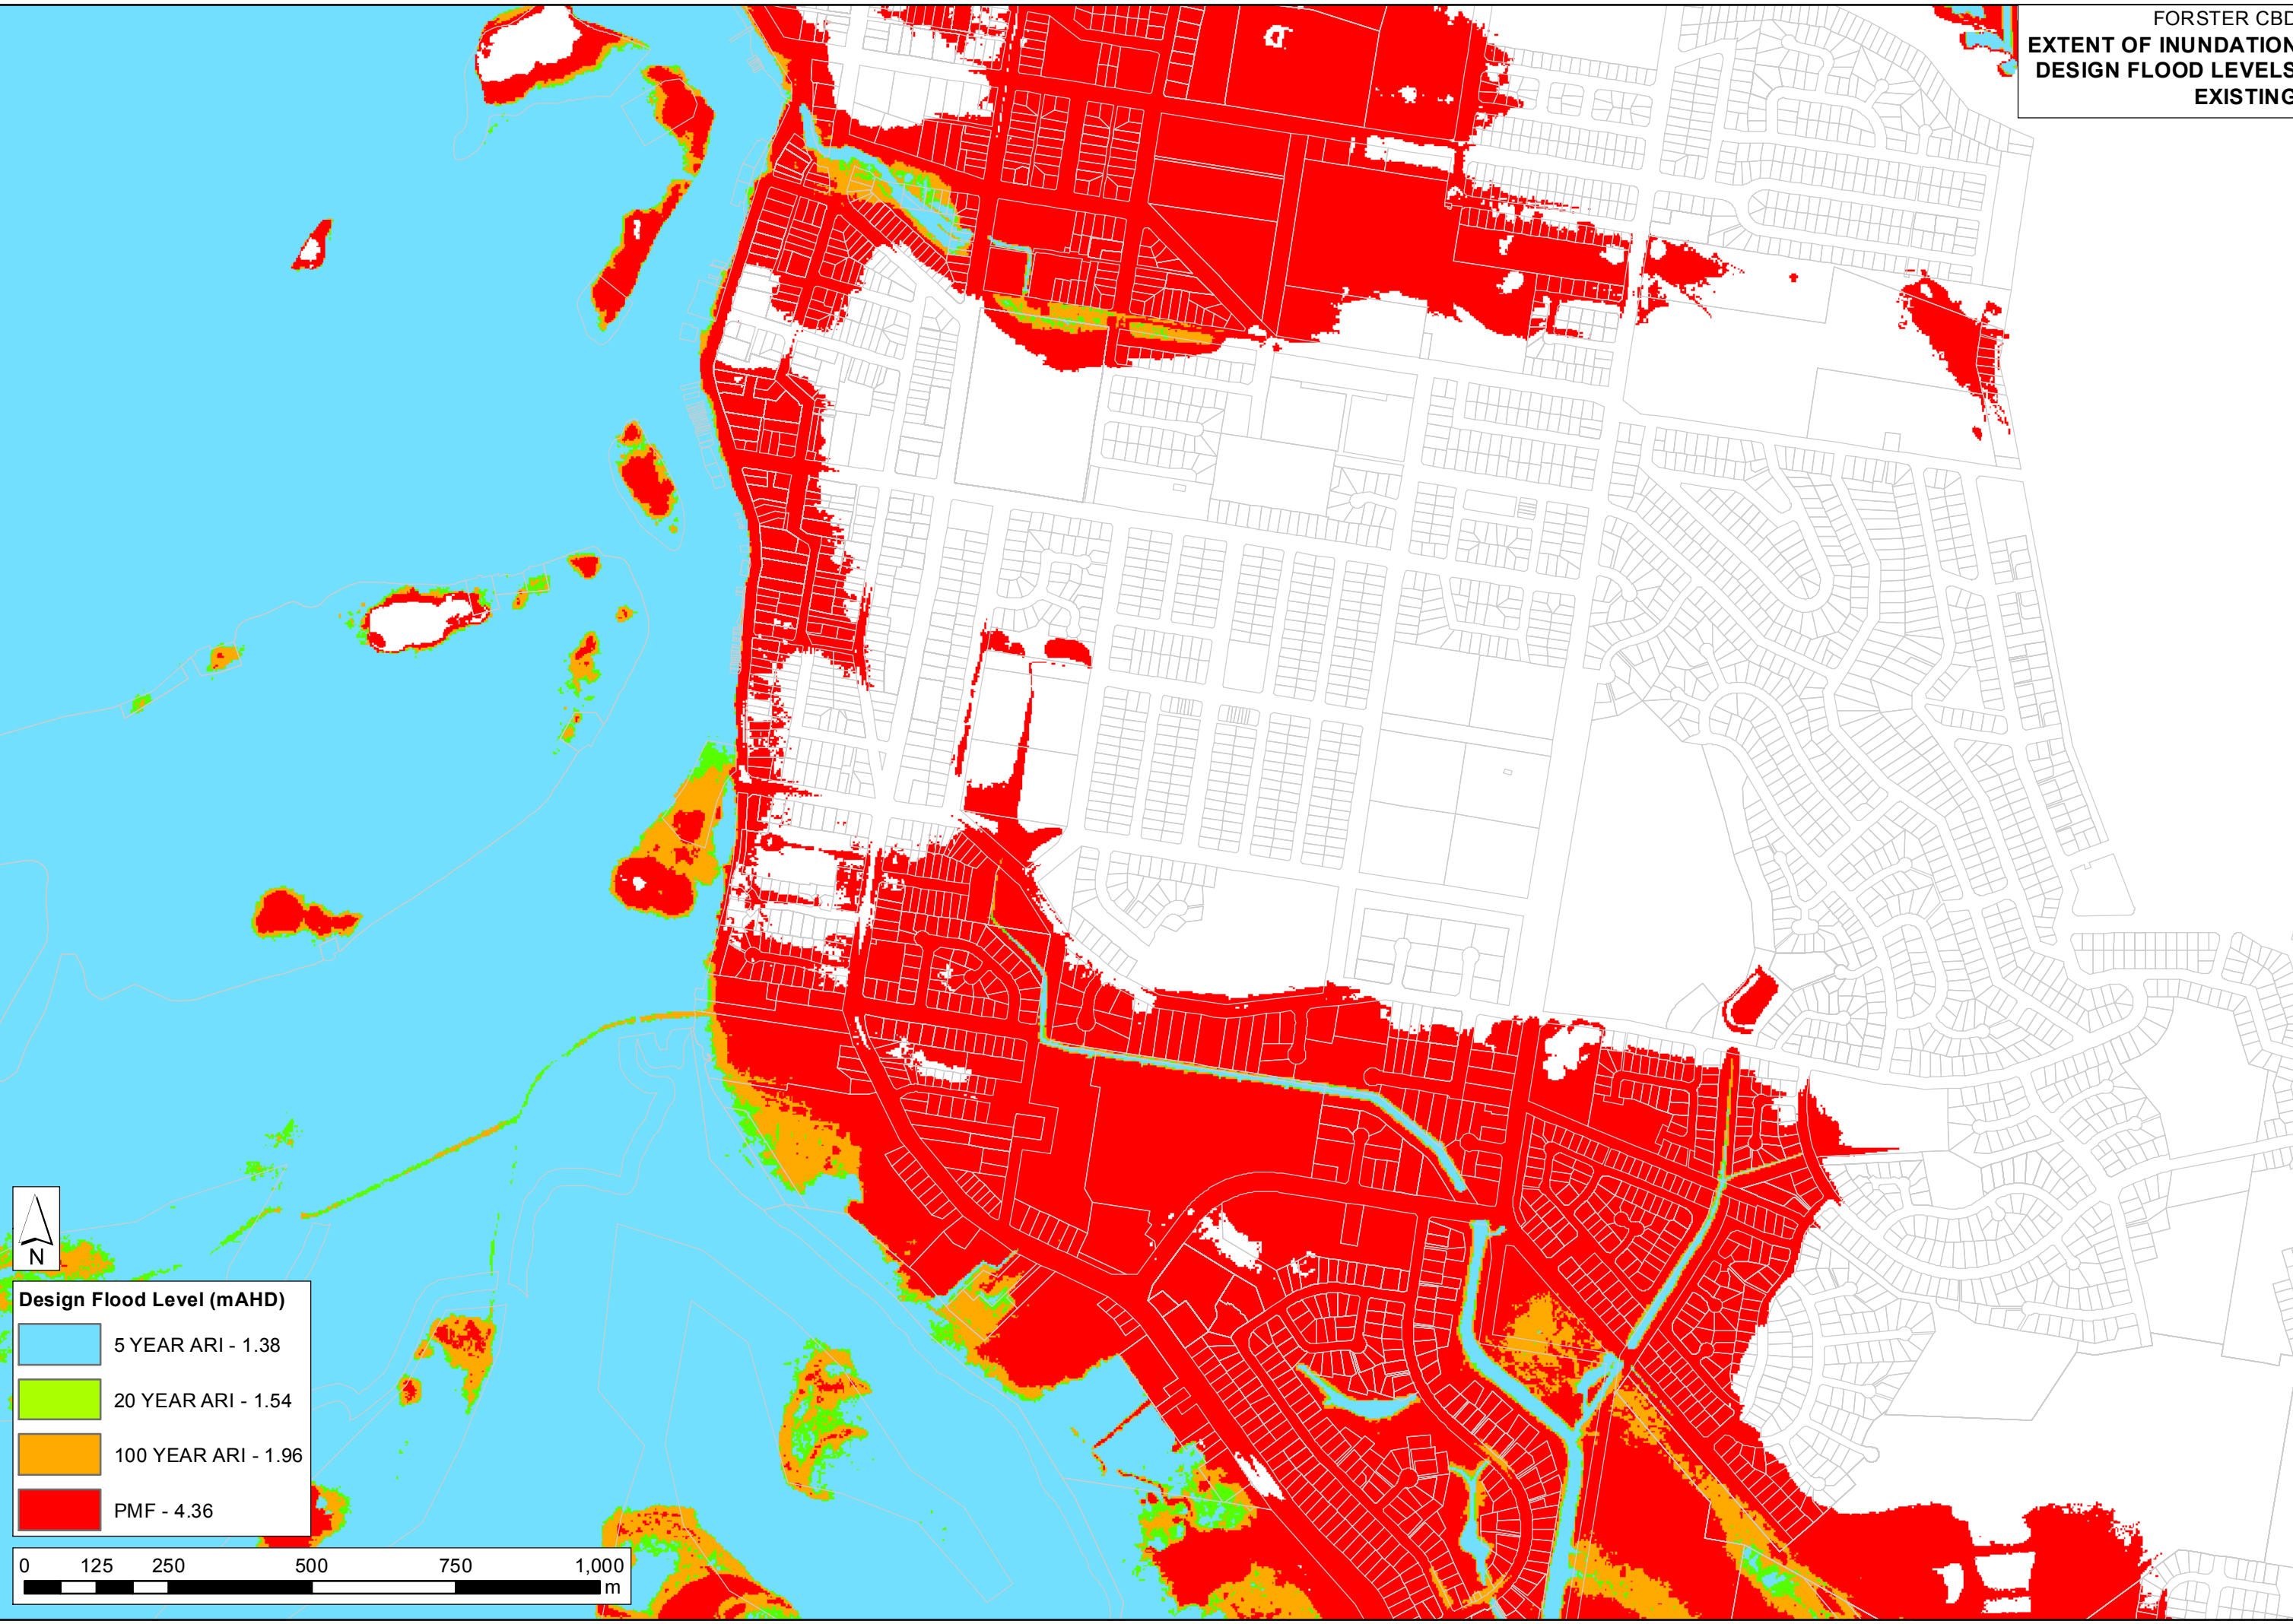 FORSTER CBD
EXTENT OF INUNDATION
DESIGN FLOOD LEVELS
EXISTING
N
Design Flood Level (mAHD)
5 YEAR ARI - 1.38
20 YEAR ARI - 1.54
100 YEAR ARI - 1.96
PMF - 4.36
0 125 250 500 750 1,000
m